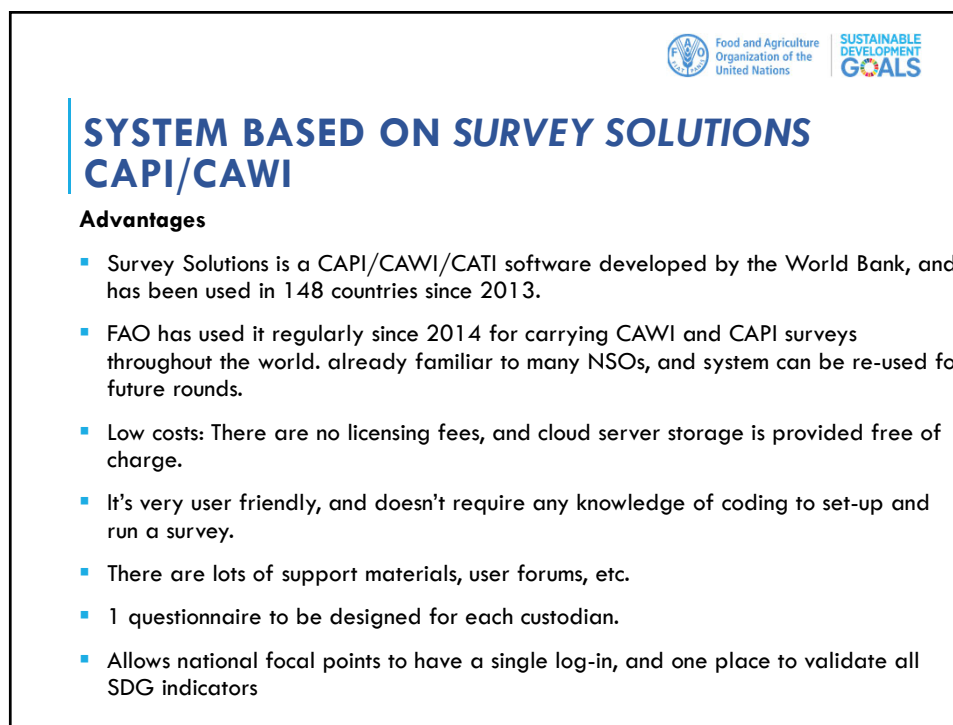 Food and Agriculture
Organization of the
United Nations
SUSTAINABLE
DEVELOPMENT
GOALS
SYSTEM BASED ON SURVEY SOLUTIONS
CAPI/CAWI
Advantages
▪ Survey Solutions is a CAPI/CAWI/CATI software developed by the World Bank, and
has been used in 148 countries since 2013.
▪ FAO has used it regularly since 2014 for carrying CAWI and CAPI surveys
throughout the world. already familiar to many NSOs, and system can be re-used fo
future rounds.
▪ Low costs: There are no licensing fees, and cloud server storage is provided free of
charge.
▪ It’s very user friendly, and doesn’t require any knowledge of coding to set-up and
run a survey.
▪ There are lots of support materials, user forums, etc.
▪ 1 questionnaire to be designed for each custodian.
▪ Allows national focal points to have a single log-in, and one place to validate all
SDG indicators